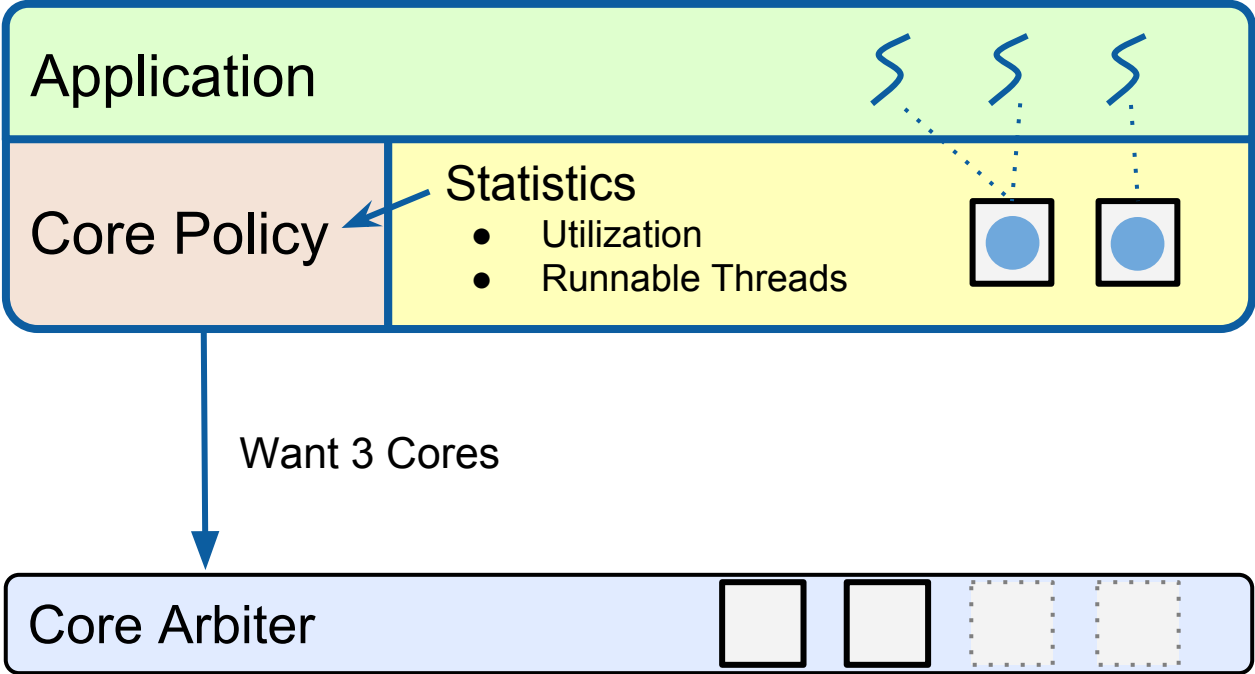 Application
Core Policy
Statistics
● Utilization
● Runnable Threads
Want 3 Cores
Core Arbiter